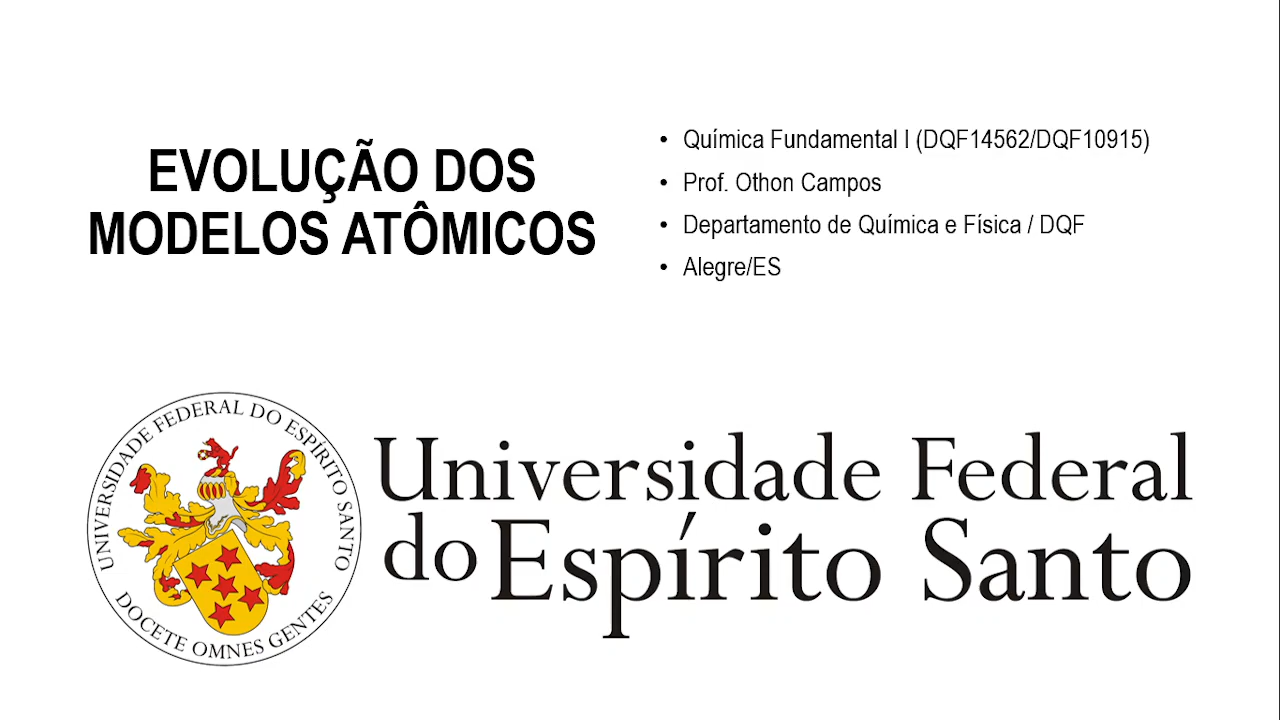 EVOLUÇÃO DOS
MODELOS ATÔMICOS
• Química Fundamental I (DQF14562/DQF10915)
• Prof. Othon Campos
• Departamento de Química e Física / DQF
• Alegre/ES
UNIVERSIDADE FEDERAL DO ESPÍRITO SANTO
DOCETE OMNES GENTES
Universidade Federal
do Espírito Santo